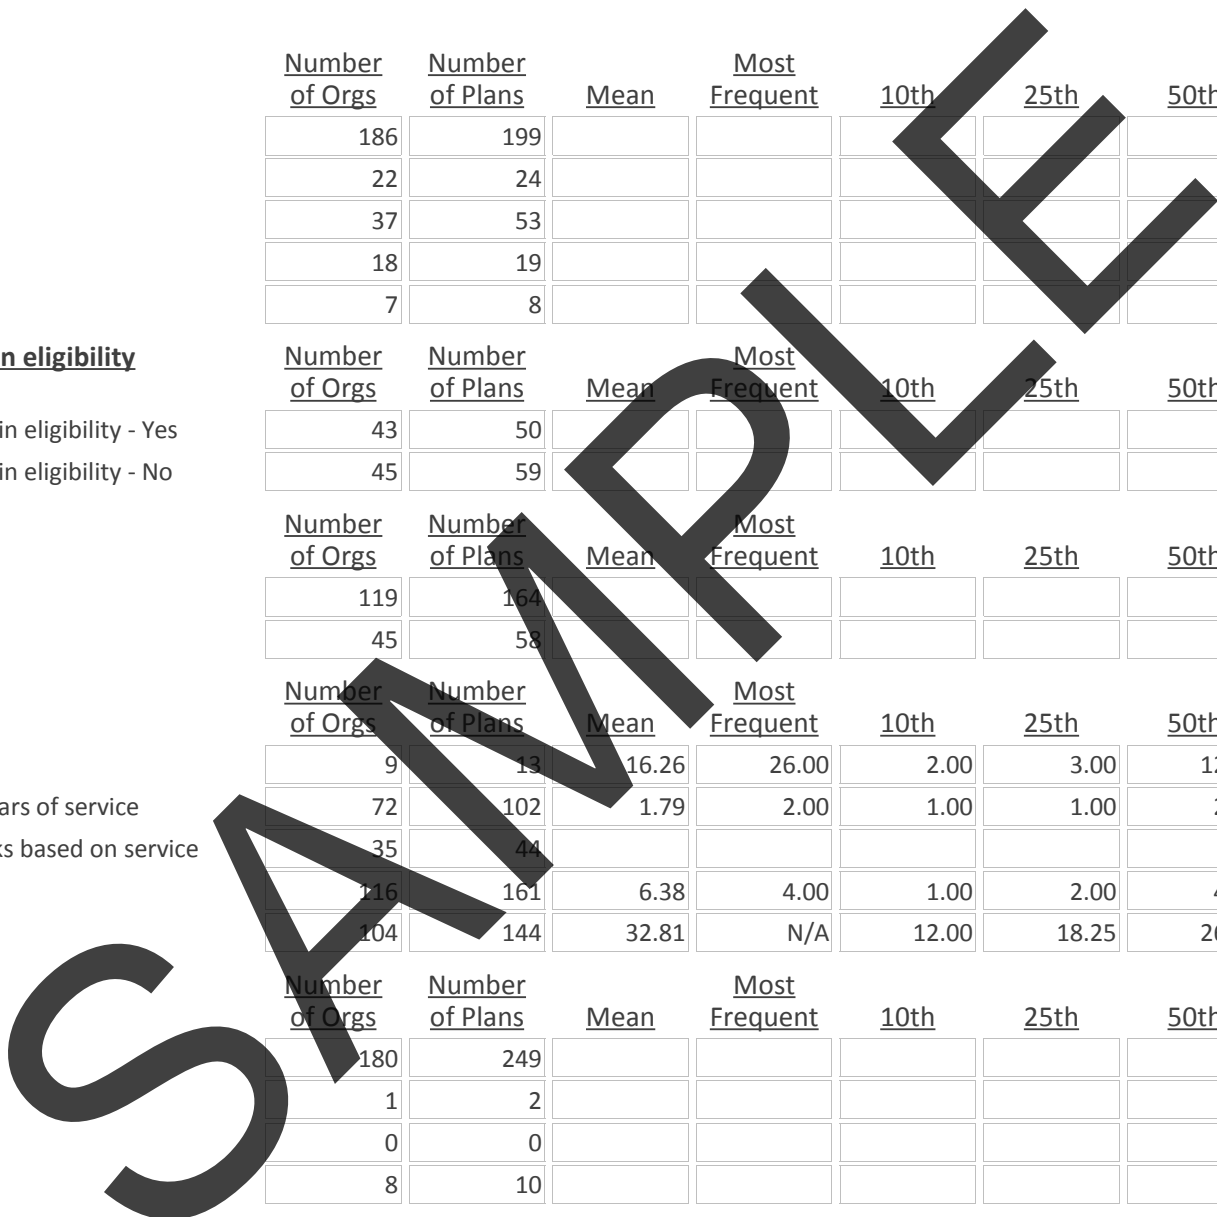 Number Number Most
of Orgs of Plans Mean Frequent 10th 25th 50th
186 199
22 24
37 53
18 19
7 8
n eligibility Number Number Most
of Orgs of Plans Mean Frequent 10th 25th 50th
in eligibility - Yes 43 50
in eligibility - No 45 59
Number Number Most
of Orgs of Plans Mean Frequent 10th 25th 50th
119 164
45 58
Number Number Most
of Orgs of Plans Mean Frequent 10th 25th 50th
9 13 16.26 26.00 2.00 3.00 12
ars of service 72 102 1.79 2.00 1.00 1.00 2
ks based on service 35 44
116 161 6.38 4.00 1.00 2.00 4
104 144 32.81 N/A 12.00 18.25 26
Number Number Most
of Orgs of Plans Mean Frequent 10th 25th 50th
180 249
1 2
0 0
8 10
SAMPLE